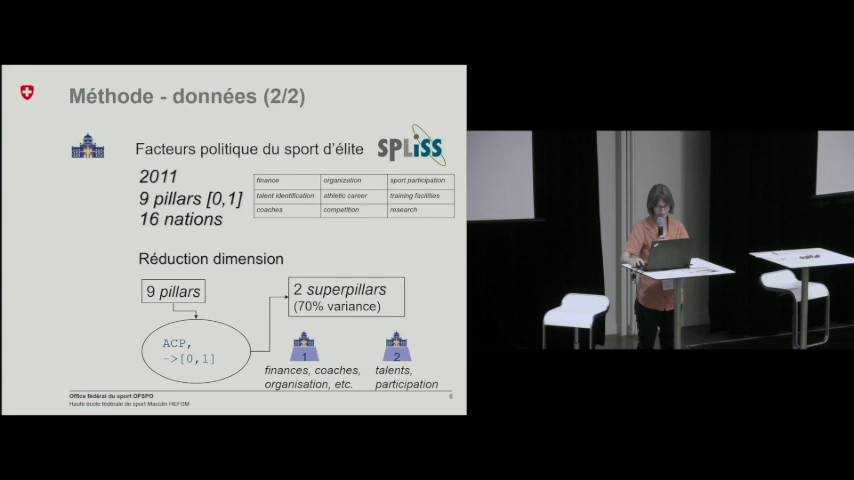 Méthode - données (2/2)
Facteurs politique du sport d'élite
SPLiSS
2011
9 pillars [0,1]
16 nations
finance organization sport participation
talent identification athletic career training facilities
coaches competition research
Réduction dimension
9 pillars
2 superpillars
(70% variance)
ACP,
->[0,1]
1
2
finances, coaches,
organisation, etc.
talents,
participation
Office fédéral du sport OFSPO
Haute école fédérale de sport Macolin HEFSM
6